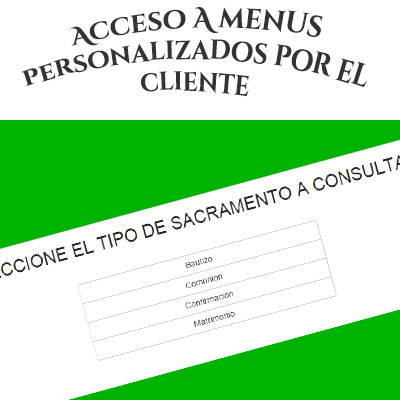 Acceso A menus
personalizados por el
cliente
CCIONE EL TIPO DE SACRAMENTO A CONSULTA
Bautizo
Comunion
Confirmacion
Matrimonio